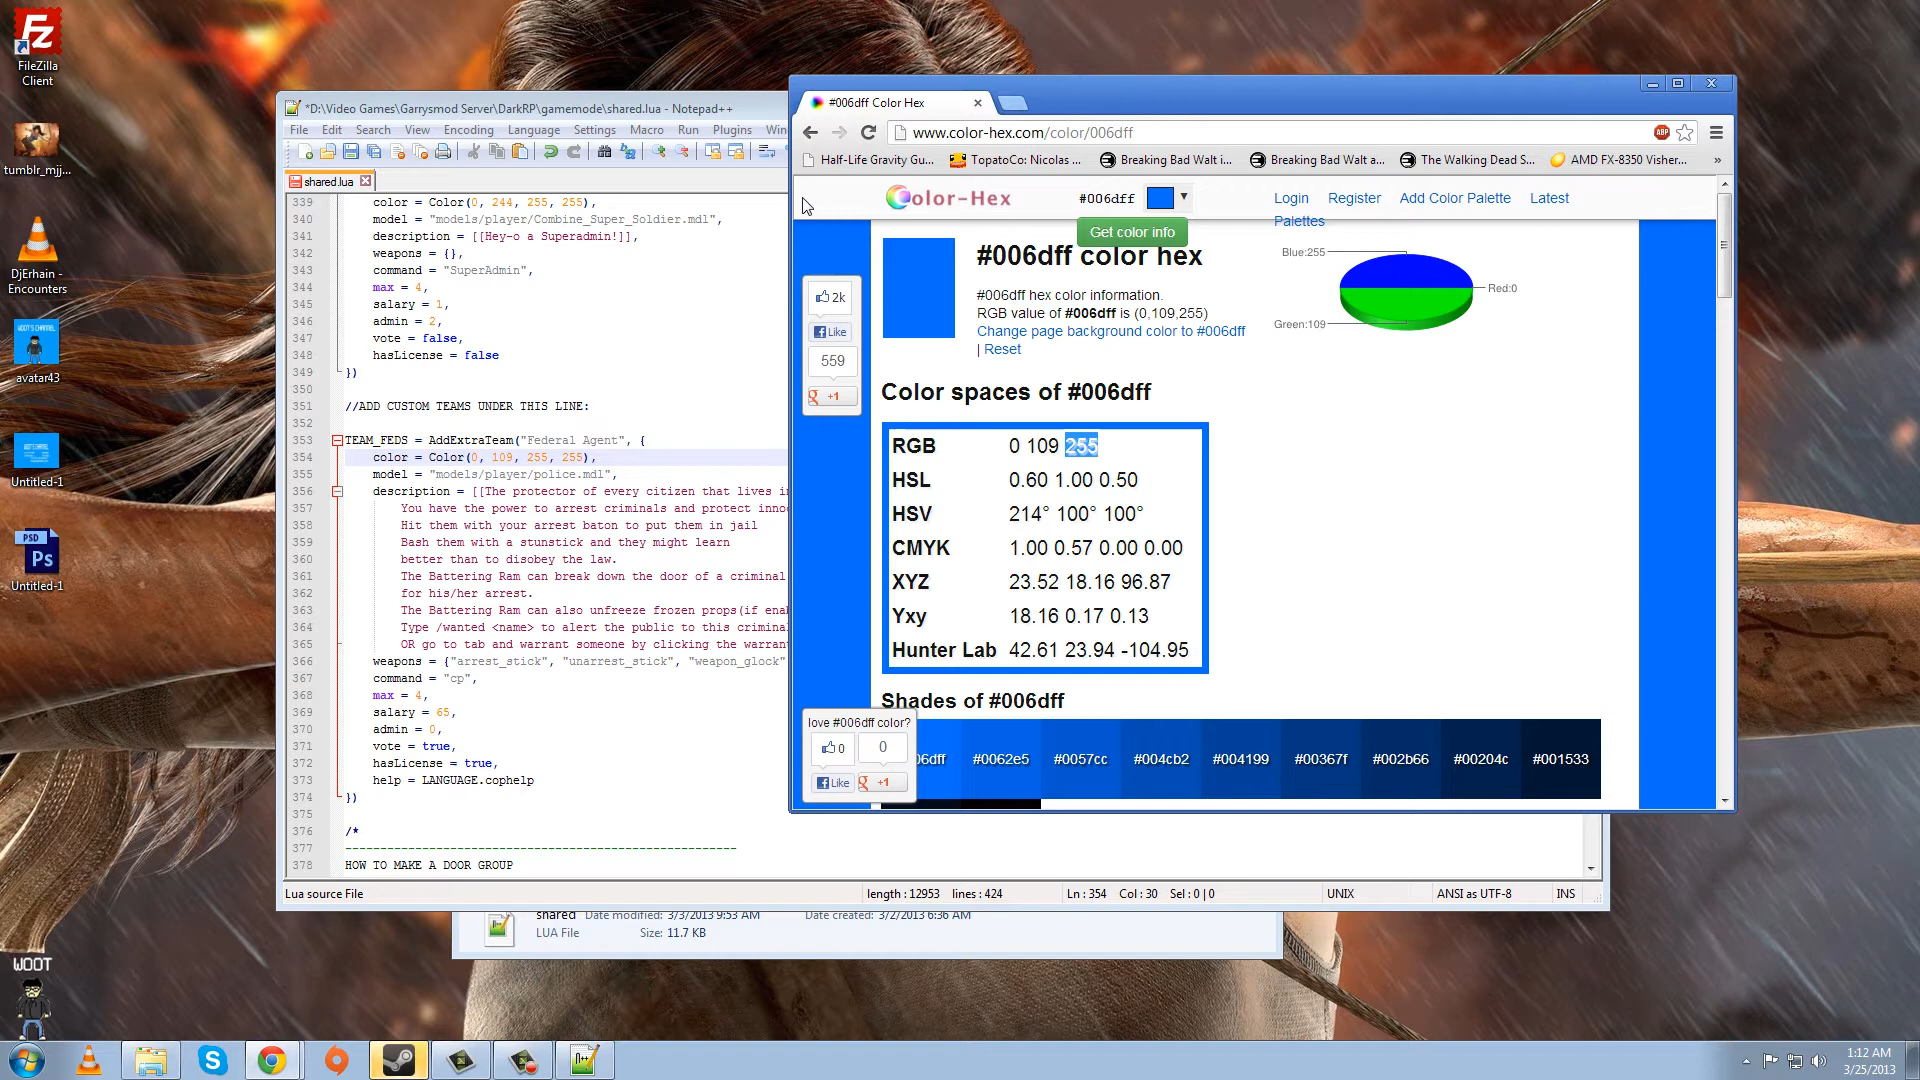 FileZilla
Client
tumblr_mjj...
DjErhain -
Encounters
WOOT'S CHANNEL
avatar43
Untitled-1
PSD
Ps
Untitled-1
WOOT
*D:\Video Games\Garrysmod Server\DarkRP\gamemode\shared.lua - Notepad++
File Edit Search View Encoding Language Settings Macro Run Plugins Win
shared.lua
339 color = Color(0, 244, 255, 255),
340 model = "models/player/Combine_Super_Soldier.mdl",
341 description = [[Hey-o a Superadmin!]],
342 weapons = {},
343 command = "SuperAdmin",
344 max = 4,
345 salary = 1,
346 admin = 2,
347 vote = false,
348 hasLicense = false
349 })
350
351 //ADD CUSTOM TEAMS UNDER THIS LINE:
352
353 TEAM_FEDS = AddExtraTeam("Federal Agent", {
354 color = Color(0, 109, 255, 255),
355 model = "models/player/police.mdl",
356 description = [[The protector of every citizen that lives in
357 You have the power to arrest criminals and protect inno
358 Hit them with your arrest baton to put them in jail
359 Bash them with a stunstick and they might learn
360 better than to disobey the law.
361 The Battering Ram can break down the door of a criminal
362 for his/her arrest.
363 The Battering Ram can also unfreeze frozen props(if ena
364 Type /wanted <name> to alert the public to this crimina
365 OR go to tab and warrant someone by clicking the warran
366 weapons = {"arrest_stick", "unarrest_stick", "weapon_glock"
367 command = "cp",
368 max = 4,
369 salary = 65,
370 admin = 0,
371 vote = true,
372 hasLicense = true,
373 help = LANGUAGE.cophelp
374 })
375
376 /*
377 --------------------------------------------------------
378 HOW TO MAKE A DOOR GROUP
Lua source File length : 12953 lines : 424 Ln : 354 Col : 30 Sel : 0 | 0 UNIX ANSI as UTF-8 INS
shared Date modified: 3/3/2013 9:53 AM Date created: 3/2/2013 6:36 AM
LUA File Size: 11.7 KB
#006dff Color Hex
www.color-hex.com/color/006dff
ABP
Half-Life Gravity Gu... TopatoCo: Nicolas ... Breaking Bad Walt i... Breaking Bad Walt a... The Walking Dead S... AMD FX-8350 Visher... »
Color-Hex #006dff Login Register Add Color Palette Latest
Palettes
Get color info
#006dff color hex
#006dff hex color information.
RGB value of #006dff is (0,109,255)
Change page background color to #006dff
| Reset
Blue:255
Red:0
Green:109
2k
Like
559
+1
Color spaces of #006dff
RGB 0 109 255
HSL 0.60 1.00 0.50
HSV 214° 100° 100°
CMYK 1.00 0.57 0.00 0.00
XYZ 23.52 18.16 96.87
Yxy 18.16 0.17 0.13
Hunter Lab 42.61 23.94 -104.95
Shades of #006dff
love #006dff color?
0 0
Like +1
06dff #0062e5 #0057cc #004cb2 #004199 #00367f #002b66 #00204c #001533
1:12 AM
3/25/2013